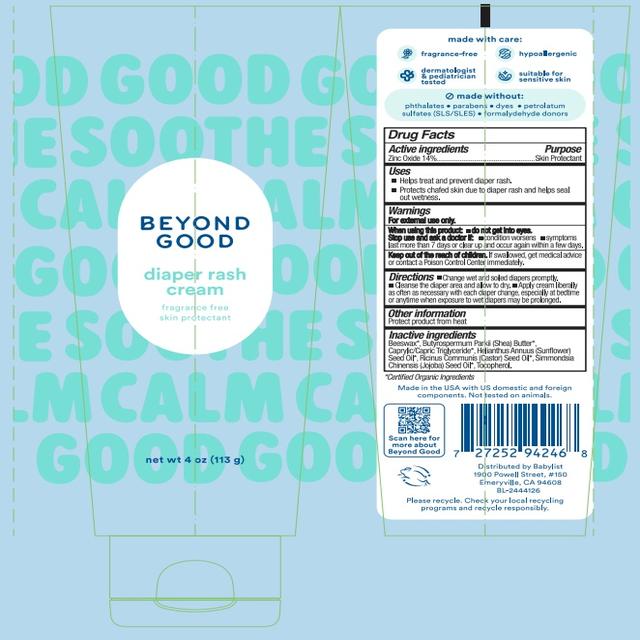 OD GOOD GOO
E SOOTHE S
CALM CALM
GOOD GOO
E SOOTHE S
LM CALM CA
GOOD GOOD
BEYOND
GOOD
diaper rash
cream
fragrance free
skin protectant
net wt 4 oz (113 g)
made with care:
fragrance-free
hypoallergenic
dermatologist
& pediatrician
tested
suitable for
sensitive skin
made without:
phthalates • parabens • dyes • petrolatum
sulfates (SLS/SLES) • formaldehyde donors
Drug Facts
Active ingredients Purpose
Zinc Oxide 14%..........Skin Protectant
Uses
■ Helps treat and prevent diaper rash.
■ Protects chafed skin due to diaper rash and helps seal
out wetness.
Warnings
For external use only.
When using this product: ■ do not get into eyes.
Stop use and ask a doctor if: ■ condition worsens ■ symptoms
last more than 7 days or clear up and occur again within a few days.
Keep out of the reach of children. If swallowed, get medical advice
or contact a Poison Control Center immediately.
Directions ■ Change wet and soiled diapers promptly.
■ Cleanse the diaper area and allow to dry. ■ Apply cream liberally
as often as necessary with each diaper change, especially at bedtime
or anytime when exposure to wet diapers may be prolonged.
Other information
Protect product from heat
Inactive ingredients
Beeswax*, Butyrospermum Parkii (Shea) Butter*,
Caprylic/Capric Triglyceride*, Helianthus Annuus (Sunflower)
Seed Oil*, Ricinus Communis (Castor) Seed Oil*, Simmondsia
Chinensis (Jojoba) Seed Oil*, Tocopherol.
*Certified Organic Ingredients
Made in the USA with US domestic and foreign
components. Not tested on animals.
Scan here for
more about
Beyond Good
7 27252 94246 8
Distributed by Babylist
1900 Powell Street, #150
Emeryville, CA 94608
BL-2444126
Please recycle. Check your local recycling
programs and recycle responsibly.